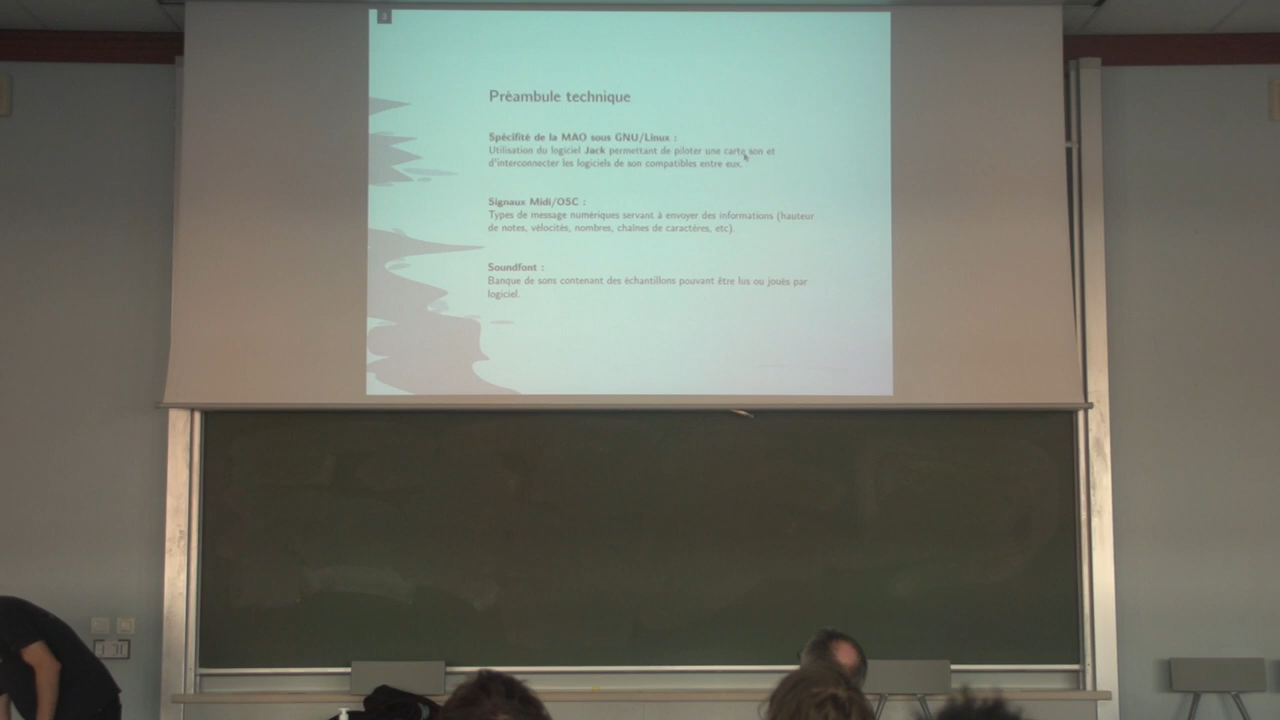 3
Préambule technique
Spécifité de la MAO sous GNU/Linux :
Utilisation du logiciel Jack permettant de piloter une carte son et
d'interconnecter les logiciels de son compatibles entre eux.
Signaux Midi/OSC :
Types de message numériques servant à envoyer des informations (hauteur
de notes, vélocités, nombres, chaînes de caractères, etc).
Soundfont :
Banque de sons contenant des échantillons pouvant être lus ou joués par
logiciel.